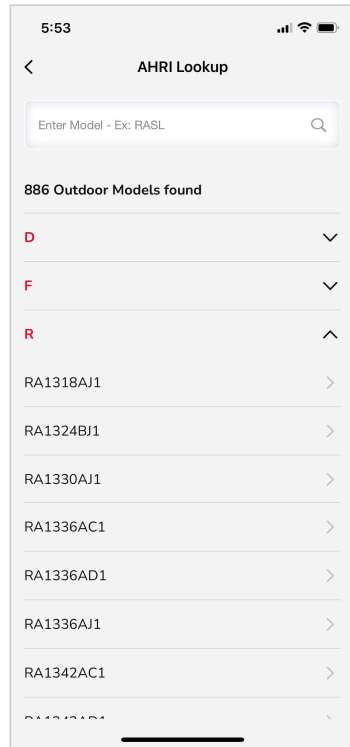 5:53
AHRI Lookup
Enter Model - Ex: RASL
886 Outdoor Models found
D
F
R
RA1318AJ1
RA1324BJ1
RA1330AJ1
RA1336AC1
RA1336AD1
RA1336AJ1
RA1342AC1